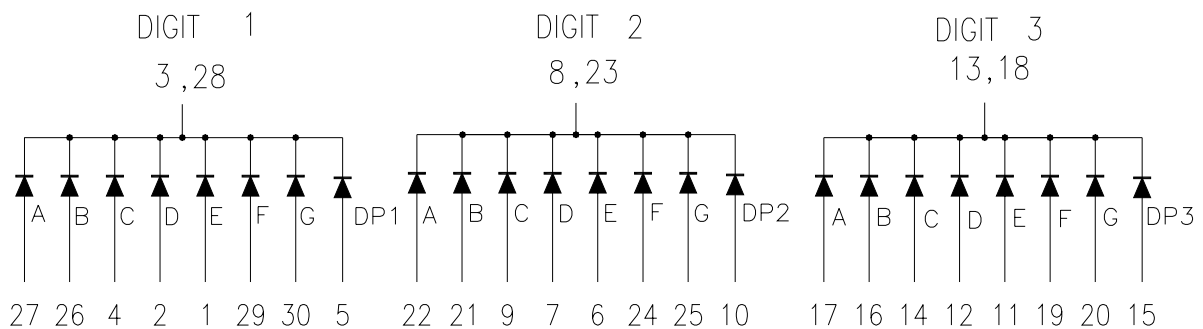 DIGIT 1 DIGIT 2 DIGIT 3
3,28 8,23 13,18
A B C D E F G DP1 A B C D E F G DP2 A B C D E F G DP3
27 26 4 2 1 29 30 5 22 21 9 7 6 24 25 10 17 16 14 12 11 19 20 15